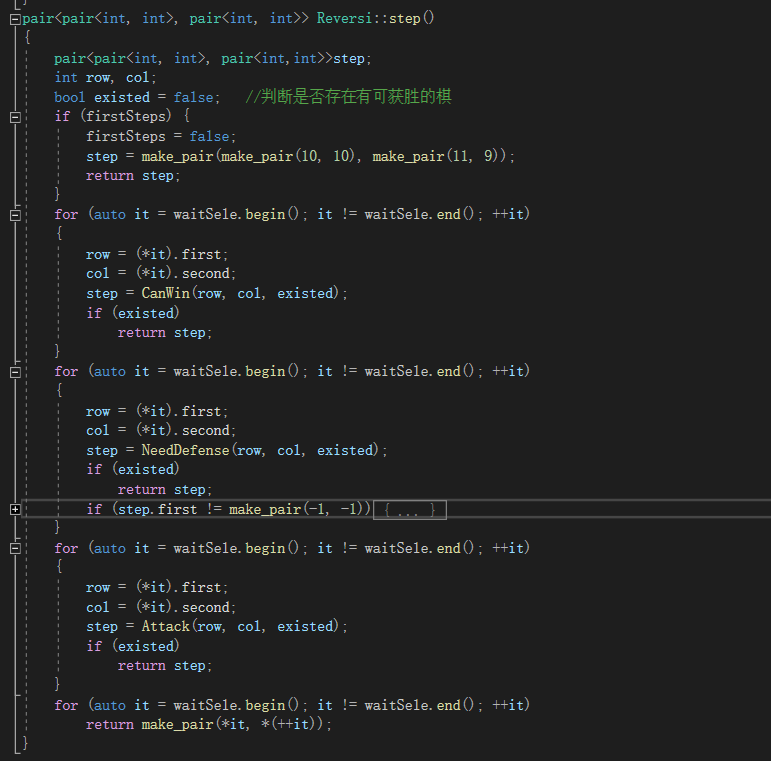 pair<pair<int, int>, pair<int, int>> Reversi::step()
{
pair<pair<int, int>, pair<int,int>>step;
int row, col;
bool existed = false;   //判断是否存在有可获胜的棋
if (firstSteps) {
firstSteps = false;
step = make_pair(make_pair(10, 10), make_pair(11, 9));
return step;
}
for (auto it = waitSele.begin(); it != waitSele.end(); ++it)
{
row = (*it).first;
col = (*it).second;
step = CanWin(row, col, existed);
if (existed)
return step;
}
for (auto it = waitSele.begin(); it != waitSele.end(); ++it)
{
row = (*it).first;
col = (*it).second;
step = NeedDefense(row, col, existed);
if (existed)
return step;
if (step.first != make_pair(-1, -1)) { ... }
}
for (auto it = waitSele.begin(); it != waitSele.end(); ++it)
{
row = (*it).first;
col = (*it).second;
step = Attack(row, col, existed);
if (existed)
return step;
}
for (auto it = waitSele.begin(); it != waitSele.end(); ++it)
return make_pair(*it, *(++it));
}